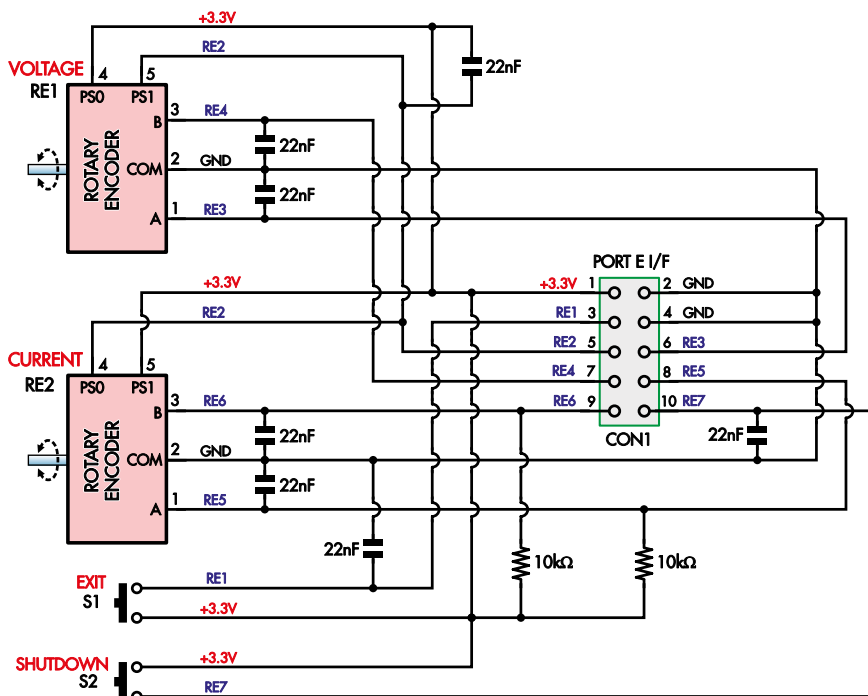 +3.3V
RE2
VOLTAGE
RE1
4
5
22nF
PS0
PS1
3
RE4
B
ROTARY
ENCODER
22nF
2
GND
COM
22nF
1
RE3
A
PORT E I/F
+3.3V
+3.3V
1
2
GND
RE2
RE1
3
4
GND
CURRENT
RE2
4
5
RE2
5
6
RE3
PS0
PS1
RE4
7
8
RE5
3
RE6
B
RE6
9
10
RE7
ROTARY
ENCODER
22nF
CON1
22nF
2
GND
COM
22nF
1
RE5
A
22nF
10kΩ
10kΩ
EXIT
S1
RE1
+3.3V
SHUTDOWN
S2
+3.3V
RE7